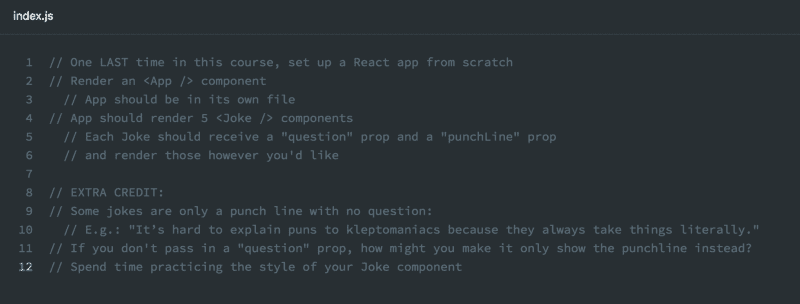 index.js
1 // One LAST time in this course, set up a React app from scratch
2 // Render an <App /> component
3 // App should be in its own file
4 // App should render 5 <Joke /> components
5 // Each Joke should receive a "question" prop and a "punchLine" prop
6 // and render those however you'd like
7
8 // EXTRA CREDIT:
9 // Some jokes are only a punch line with no question:
10 // E.g.: "It's hard to explain puns to kleptomaniacs because they always take things literally."
11 // If you don't pass in a "question" prop, how might you make it only show the punchline instead?
12 // Spend time practicing the style of your Joke component